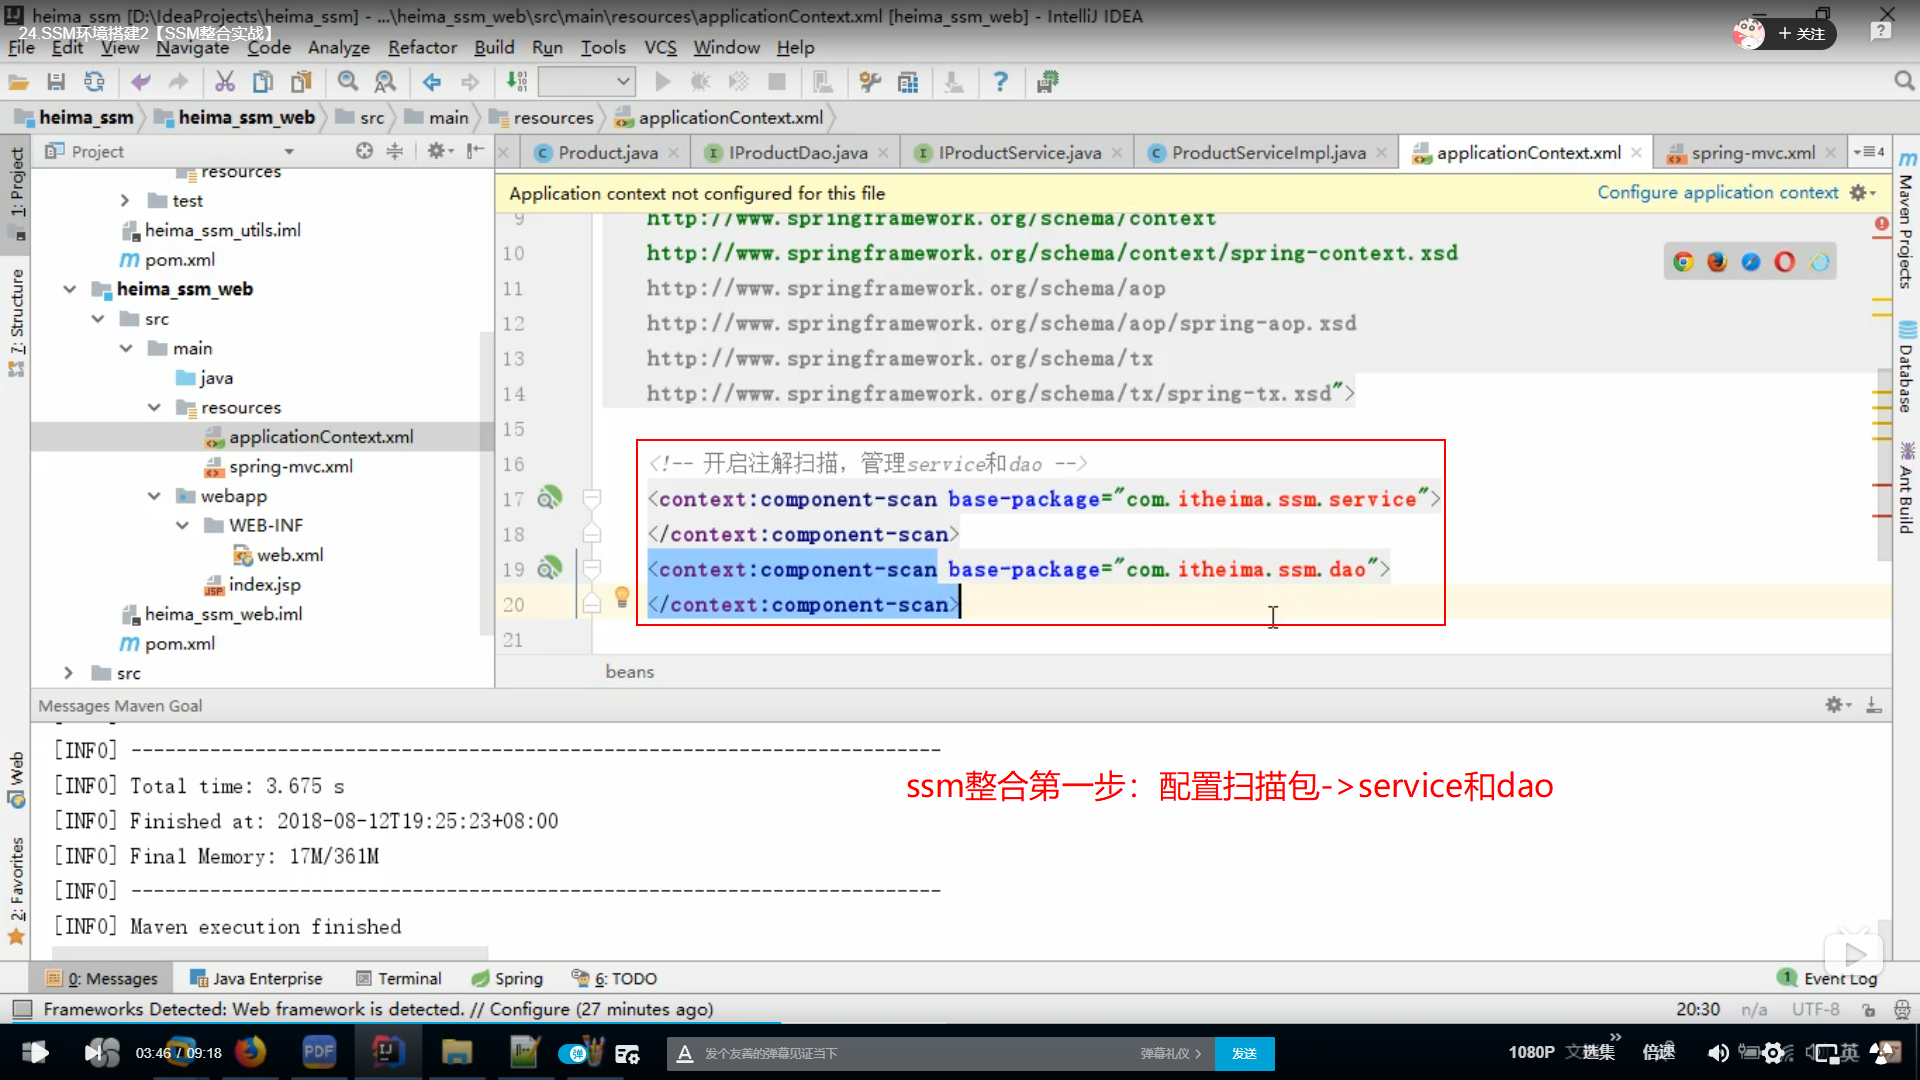 heima_ssm [D:\IdeaProjects\heima_ssm] - ...\heima_ssm_web\src\main\resources\applicationContext.xml [heima_ssm_web] - IntelliJ IDEA
24.SSM环境搭建2【SSM整合实战】
+ 关注
File Edit View Navigate Code Analyze Refactor Build Run Tools VCS Window Help
heima_ssm heima_ssm_web src main resources applicationContext.xml
Project
Product.java IProductDao.java IProductService.java ProductServiceImpl.java applicationContext.xml spring-mvc.xml
4
1: Project
7: Structure
Web
2: Favorites
Maven Projects
Database
Ant Build
resources
test
heima_ssm_utils.iml
pom.xml
heima_ssm_web
src
main
java
resources
applicationContext.xml
spring-mvc.xml
webapp
WEB-INF
web.xml
index.jsp
heima_ssm_web.iml
pom.xml
src
Application context not configured for this file
Configure application context
9 http://www.springframework.org/schema/context
10 http://www.springframework.org/schema/context/spring-context.xsd
11 http://www.springframework.org/schema/aop
12 http://www.springframework.org/schema/aop/spring-aop.xsd
13 http://www.springframework.org/schema/tx
14 http://www.springframework.org/schema/tx/spring-tx.xsd">
15
16 <!-- 开启注解扫描，管理service和dao -->
17 <context:component-scan base-package="com.itheima.ssm.service">
18 </context:component-scan>
19 <context:component-scan base-package="com.itheima.ssm.dao">
20 </context:component-scan>
21
beans
Messages Maven Goal
[INFO] ------------------------------------------------------------------------
[INFO] Total time: 3.675 s
[INFO] Finished at: 2018-08-12T19:25:23+08:00
[INFO] Final Memory: 17M/361M
[INFO] ------------------------------------------------------------------------
[INFO] Maven execution finished
ssm整合第一步：配置扫描包->service和dao
0: Messages Java Enterprise Terminal Spring 6: TODO
1 Event Log
Frameworks Detected: Web framework is detected. // Configure (27 minutes ago)
20:30 n/a UTF-8
03:46 / 09:18
PDF
弹
发个友善的弹幕见证当下
弹幕礼仪 >
发送
1080P
选集
倍速
英